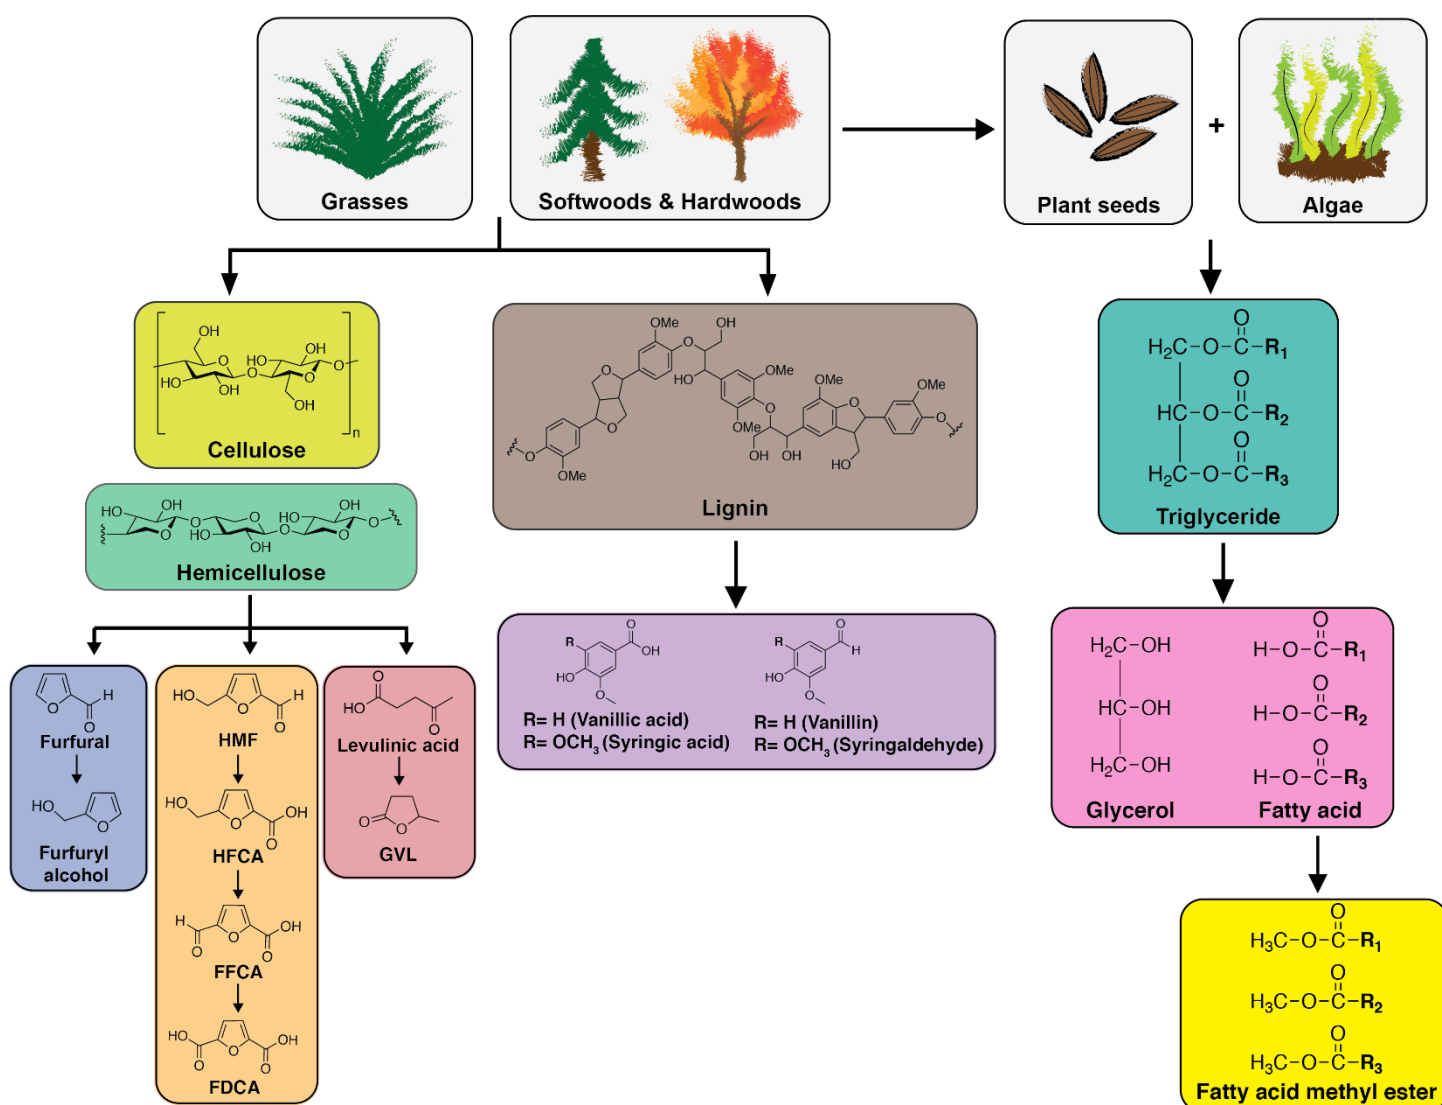 Grasses
Softwoods & Hardwoods
Plant seeds
+
Algae
OH
O
HO
OH
O
HO
OH
O
O
OH
n
Cellulose
OMe
OH
O
O
HO
OMe
O
OMe
O
OMe
OMe
O
O
HO
OH
HO
O
OMe
O
Lignin
O
H₂C–O–C–R₁
O
HC–O–C–R₂
O
H₂C–O–C–R₃
Triglyceride
HO
OH
O
O
O
HO
OH
O
HO
OH
O
O
Hemicellulose
O
H
O
Furfural
HO
O
Furfuryl
alcohol
HO
O
H
O
HMF
HO
O
OH
O
HFCA
H
O
O
OH
O
FFCA
HO
O
O
OH
O
FDCA
O
HO
O
Levulinic acid
O
O
GVL
R
O
OH
HO
O
R= H (Vanillic acid)
R= OCH₃ (Syringic acid)
R
O
H
HO
O
R= H (Vanillin)
R= OCH₃ (Syringaldehyde)
H₂C–OH
HC–OH
H₂C–OH
Glycerol
O
H–O–C–R₁
O
H–O–C–R₂
O
H–O–C–R₃
Fatty acid
O
H₃C–O–C–R₁
O
H₃C–O–C–R₂
O
H₃C–O–C–R₃
Fatty acid methyl ester